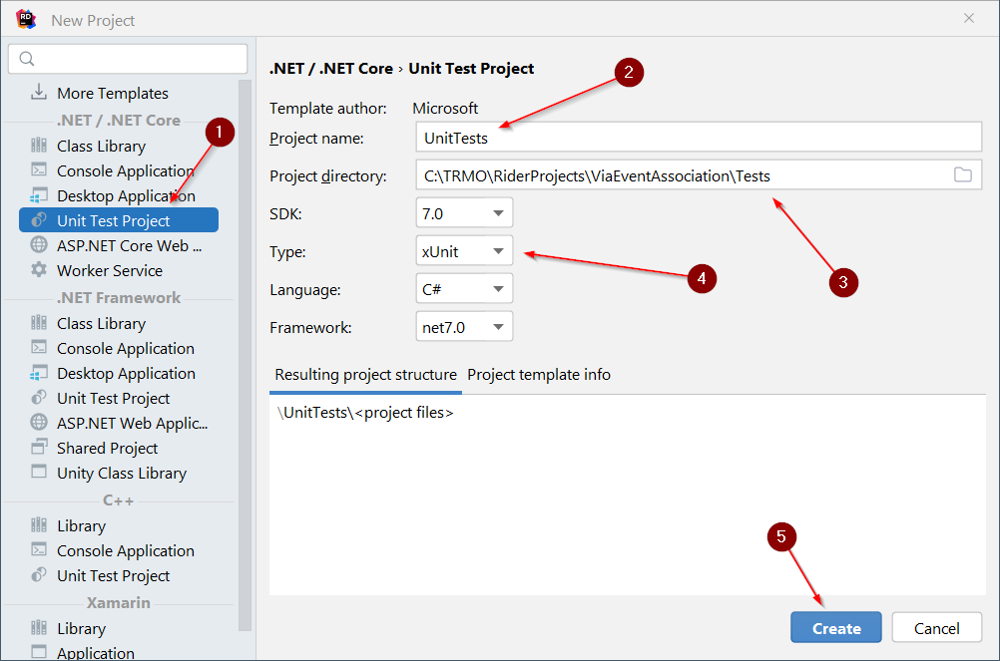 RD
New Project
More Templates
.NET / .NET Core
Class Library
Console Application
Desktop Application
Unit Test Project
ASP.NET Core Web ...
Worker Service
.NET Framework
Class Library
Console Application
Desktop Application
Unit Test Project
ASP.NET Web Applic...
Shared Project
Unity Class Library
C++
Library
Console Application
Unit Test Project
Xamarin
Library
Application
1
.NET / .NET Core › Unit Test Project
2
Template author: Microsoft
Project name: UnitTests
Project directory: C:\TRMO\RiderProjects\ViaEventAssociation\Tests
SDK: 7.0
Type: xUnit
4
3
Language: C#
Framework: net7.0
Resulting project structure Project template info
\UnitTests\<project files>
5
Create Cancel